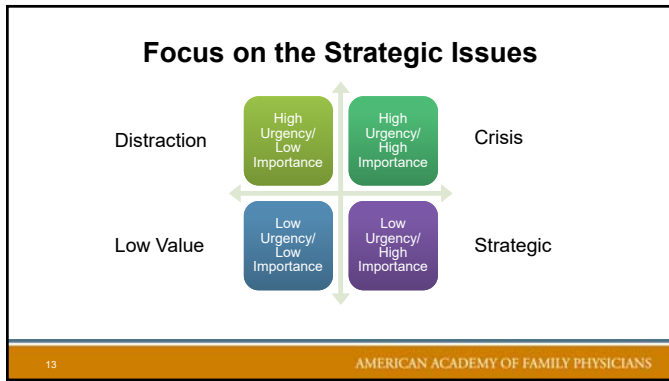 Focus on the Strategic Issues
Distraction
High
Urgency/
Low
Importance
High
Urgency/
High
Importance
Crisis
Low Value
Low
Urgency/
Low
Importance
Low
Urgency/
High
Importance
Strategic
13
AMERICAN ACADEMY OF FAMILY PHYSICIANS